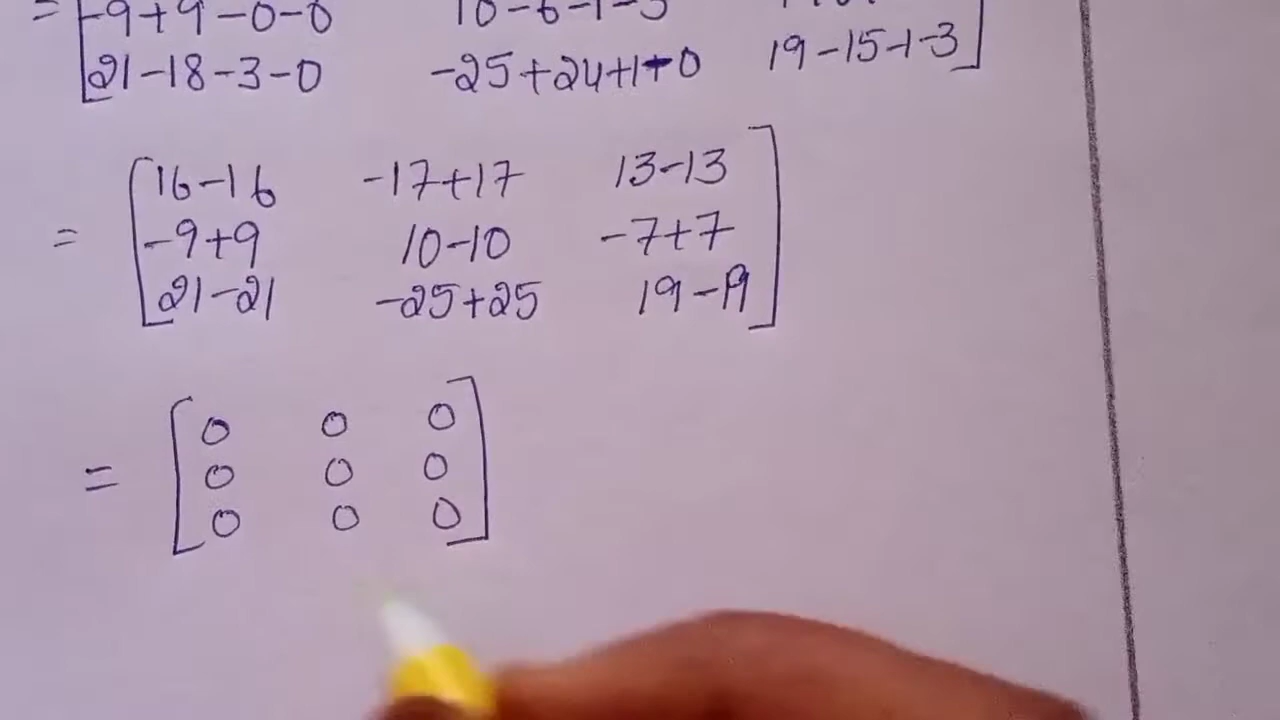 = -9+9-0-0 10-6-1-3
21-18-3-0 -25+24+1+0 19-15-1-3
16-16 -17+17 13-13
= -9+9 10-10 -7+7
21-21 -25+25 19-19
0 0 0
= 0 0 0
0 0 0